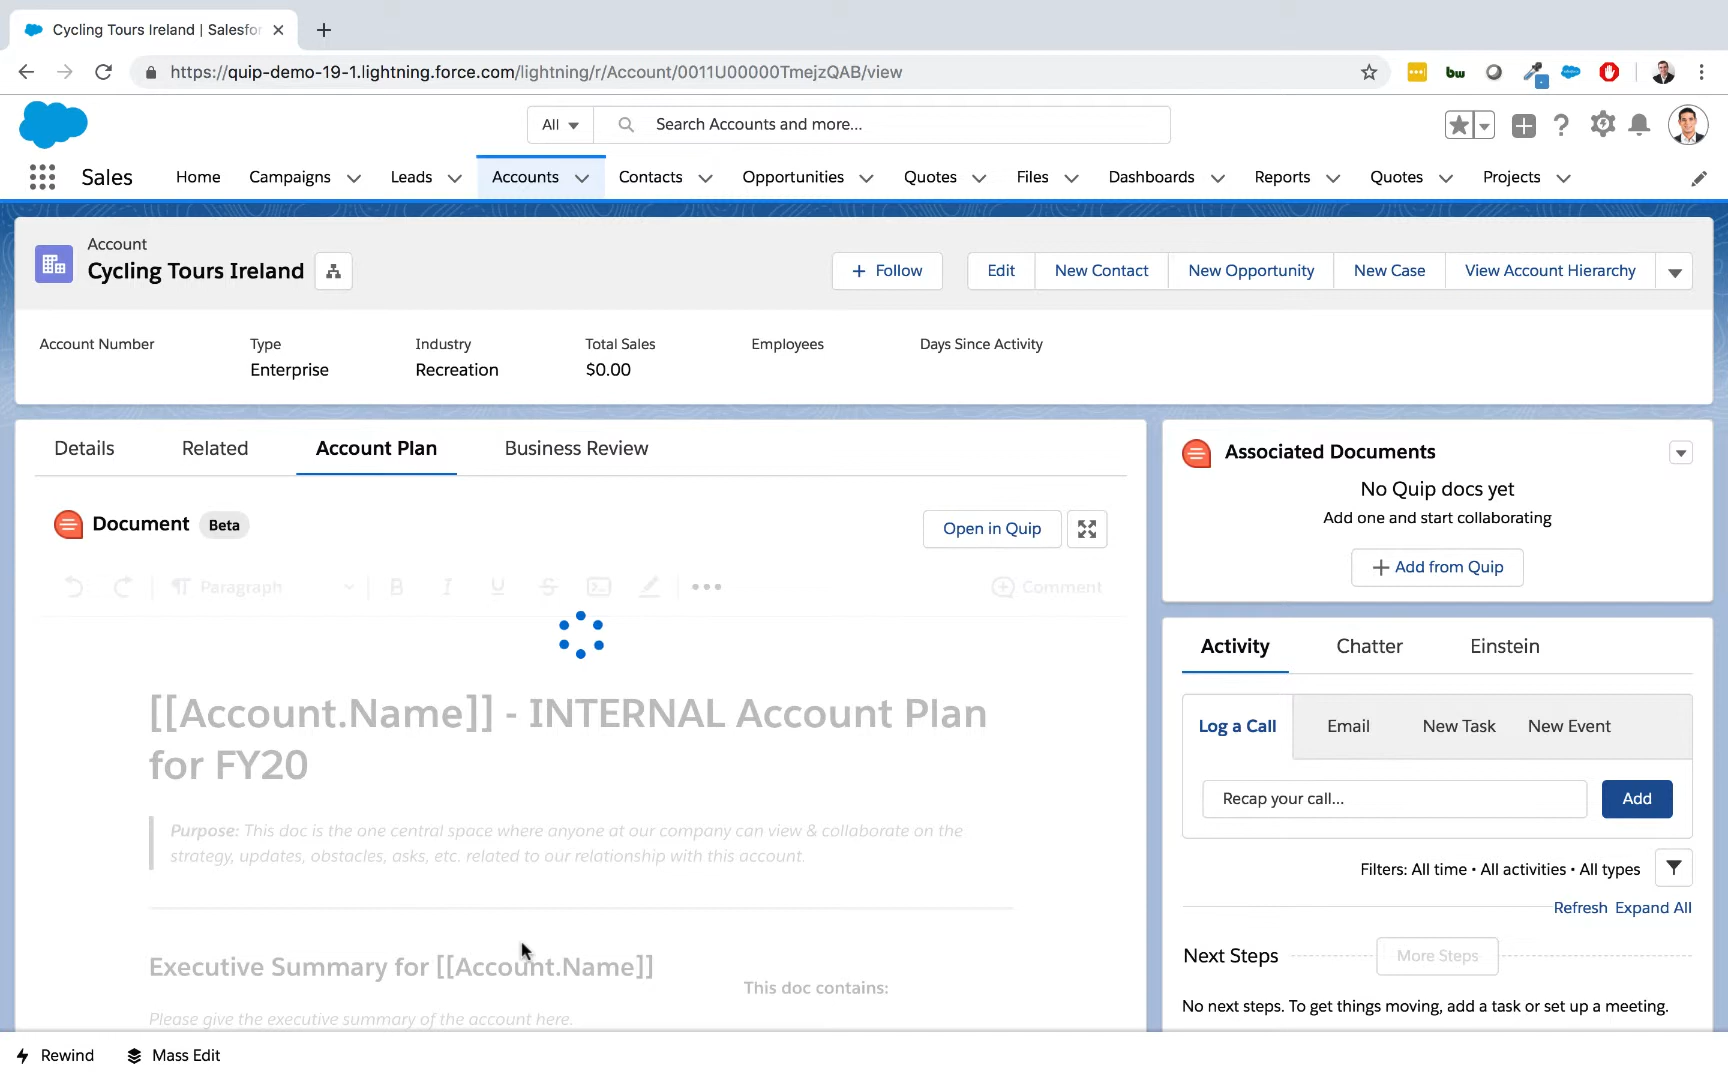 Cycling Tours Ireland | Salesfor
https://quip-demo-19-1.lightning.force.com/lightning/r/Account/0011U00000TmejzQAB/view
bw
All
Search Accounts and more...
Sales
Home
Campaigns
Leads
Accounts
Contacts
Opportunities
Quotes
Files
Dashboards
Reports
Quotes
Projects
Account
Cycling Tours Ireland
+ Follow
Edit
New Contact
New Opportunity
New Case
View Account Hierarchy
Account Number
Type
Industry
Total Sales
Employees
Days Since Activity
Enterprise
Recreation
$0.00
Details
Related
Account Plan
Business Review
Document
Beta
Open in Quip
Paragraph
B
I
U
S
Comment
[[Account.Name]] - INTERNAL Account Plan
for FY20
Purpose: This doc is the one central space where anyone at our company can view & collaborate on the
strategy, updates, obstacles, asks, etc. related to our relationship with this account.
Executive Summary for [[Account.Name]]
This doc contains:
Please give the executive summary of the account here.
Associated Documents
No Quip docs yet
Add one and start collaborating
+ Add from Quip
Activity
Chatter
Einstein
Log a Call
Email
New Task
New Event
Recap your call...
Add
Filters: All time • All activities • All types
Refresh
Expand All
Next Steps
More Steps
No next steps. To get things moving, add a task or set up a meeting.
Rewind
Mass Edit